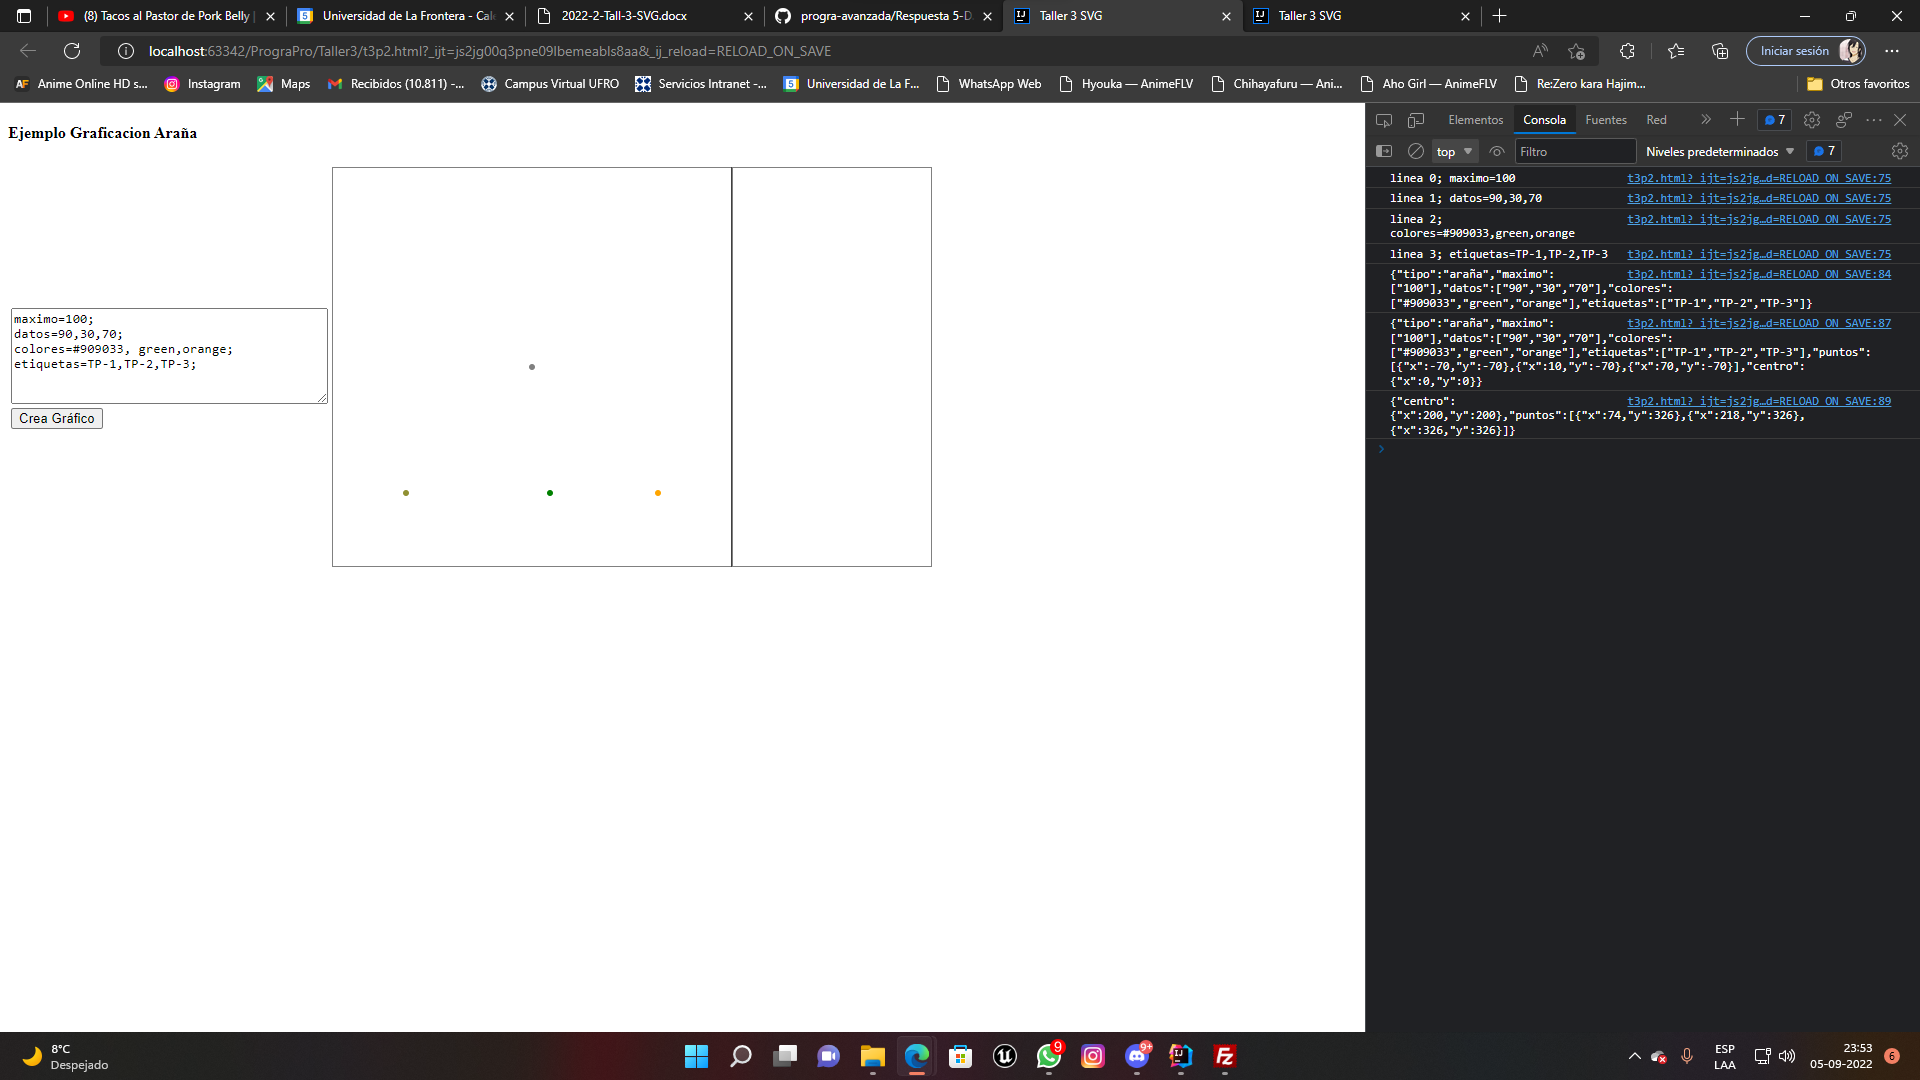 (8) Tacos al Pastor de Pork Belly |
Universidad de La Frontera - Cale
2022-2-Tall-3-SVG.docx
progra-avanzada/Respuesta 5-D
Taller 3 SVG
Taller 3 SVG
localhost:63342/PrograPro/Taller3/t3p2.html?_ijt=js2jg00q3pne09lbemeabls8aa&_ij_reload=RELOAD_ON_SAVE
Iniciar sesión
Anime Online HD s...
Instagram
Maps
Recibidos (10.811) -...
Campus Virtual UFRO
Servicios Intranet -...
Universidad de La F...
WhatsApp Web
Hyouka — AnimeFLV
Chihayafuru — Ani...
Aho Girl — AnimeFLV
Re:Zero kara Hajim...
Otros favoritos
Ejemplo Graficacion Araña
maximo=100;
datos=90,30,70;
colores=#909033, green,orange;
etiquetas=TP-1,TP-2,TP-3;
Crea Gráfico
Elementos
Consola
Fuentes
Red
7
top
Filtro
Niveles predeterminados
7
linea 0; maximo=100 t3p2.html?_ijt=js2jg…d=RELOAD_ON_SAVE:75
linea 1; datos=90,30,70 t3p2.html?_ijt=js2jg…d=RELOAD_ON_SAVE:75
linea 2; t3p2.html?_ijt=js2jg…d=RELOAD_ON_SAVE:75
colores=#909033,green,orange
linea 3; etiquetas=TP-1,TP-2,TP-3 t3p2.html?_ijt=js2jg…d=RELOAD_ON_SAVE:75
{"tipo":"araña","maximo": t3p2.html?_ijt=js2jg…d=RELOAD_ON_SAVE:84
["100"],"datos":["90","30","70"],"colores":
["#909033","green","orange"],"etiquetas":["TP-1","TP-2","TP-3"]}
{"tipo":"araña","maximo": t3p2.html?_ijt=js2jg…d=RELOAD_ON_SAVE:87
["100"],"datos":["90","30","70"],"colores":
["#909033","green","orange"],"etiquetas":["TP-1","TP-2","TP-3"],"puntos":
[{"x":-70,"y":-70},{"x":10,"y":-70},{"x":70,"y":-70}],"centro":
{"x":0,"y":0}}
{"centro": t3p2.html?_ijt=js2jg…d=RELOAD_ON_SAVE:89
{"x":200,"y":200},"puntos":[{"x":74,"y":326},{"x":218,"y":326},
{"x":326,"y":326}]}
8°C
Despejado
9
9+
ESP
LAA
23:53
05-09-2022
6